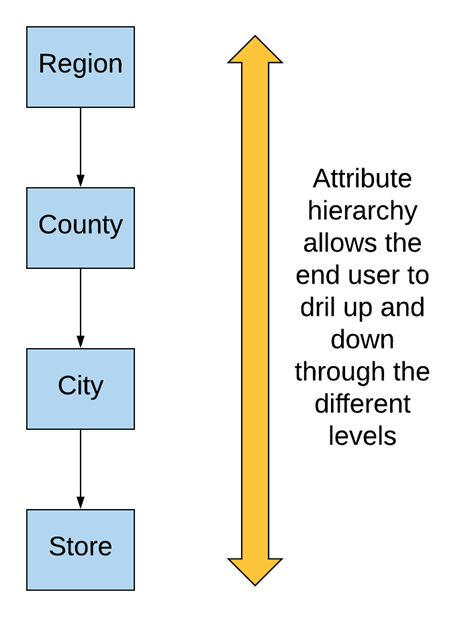 Region
County
City
Store
Attribute
hierarchy
allows the
end user to
dril up and
down
through the
different
levels